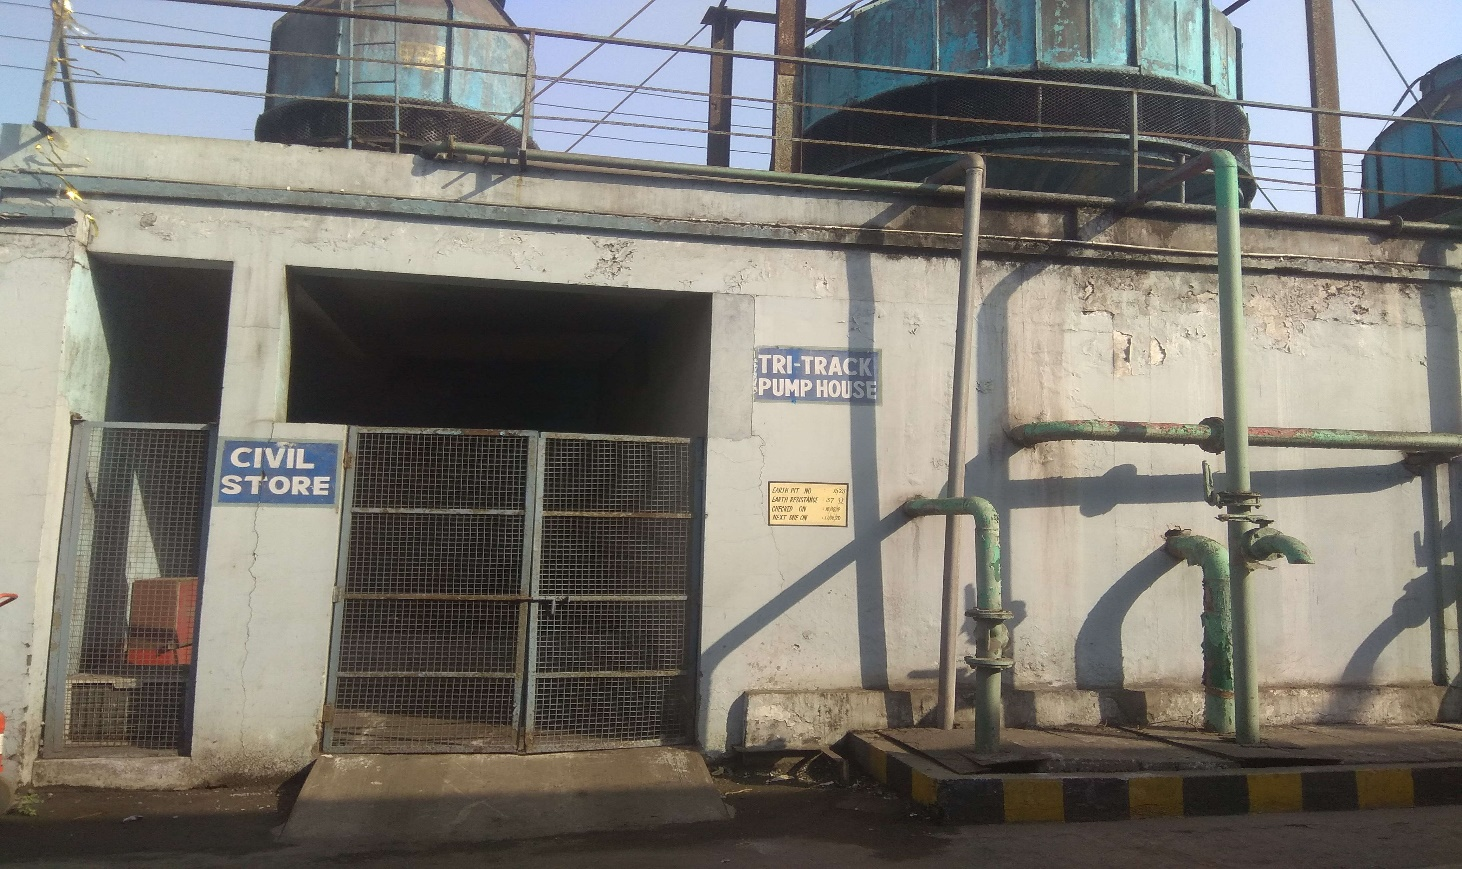 TRI-TRACK
PUMP HOUSE
CIVIL
STORE
EARTH PIT NO
EARTH RESISTANCE
CHECKED ON
NEXT DUE ON